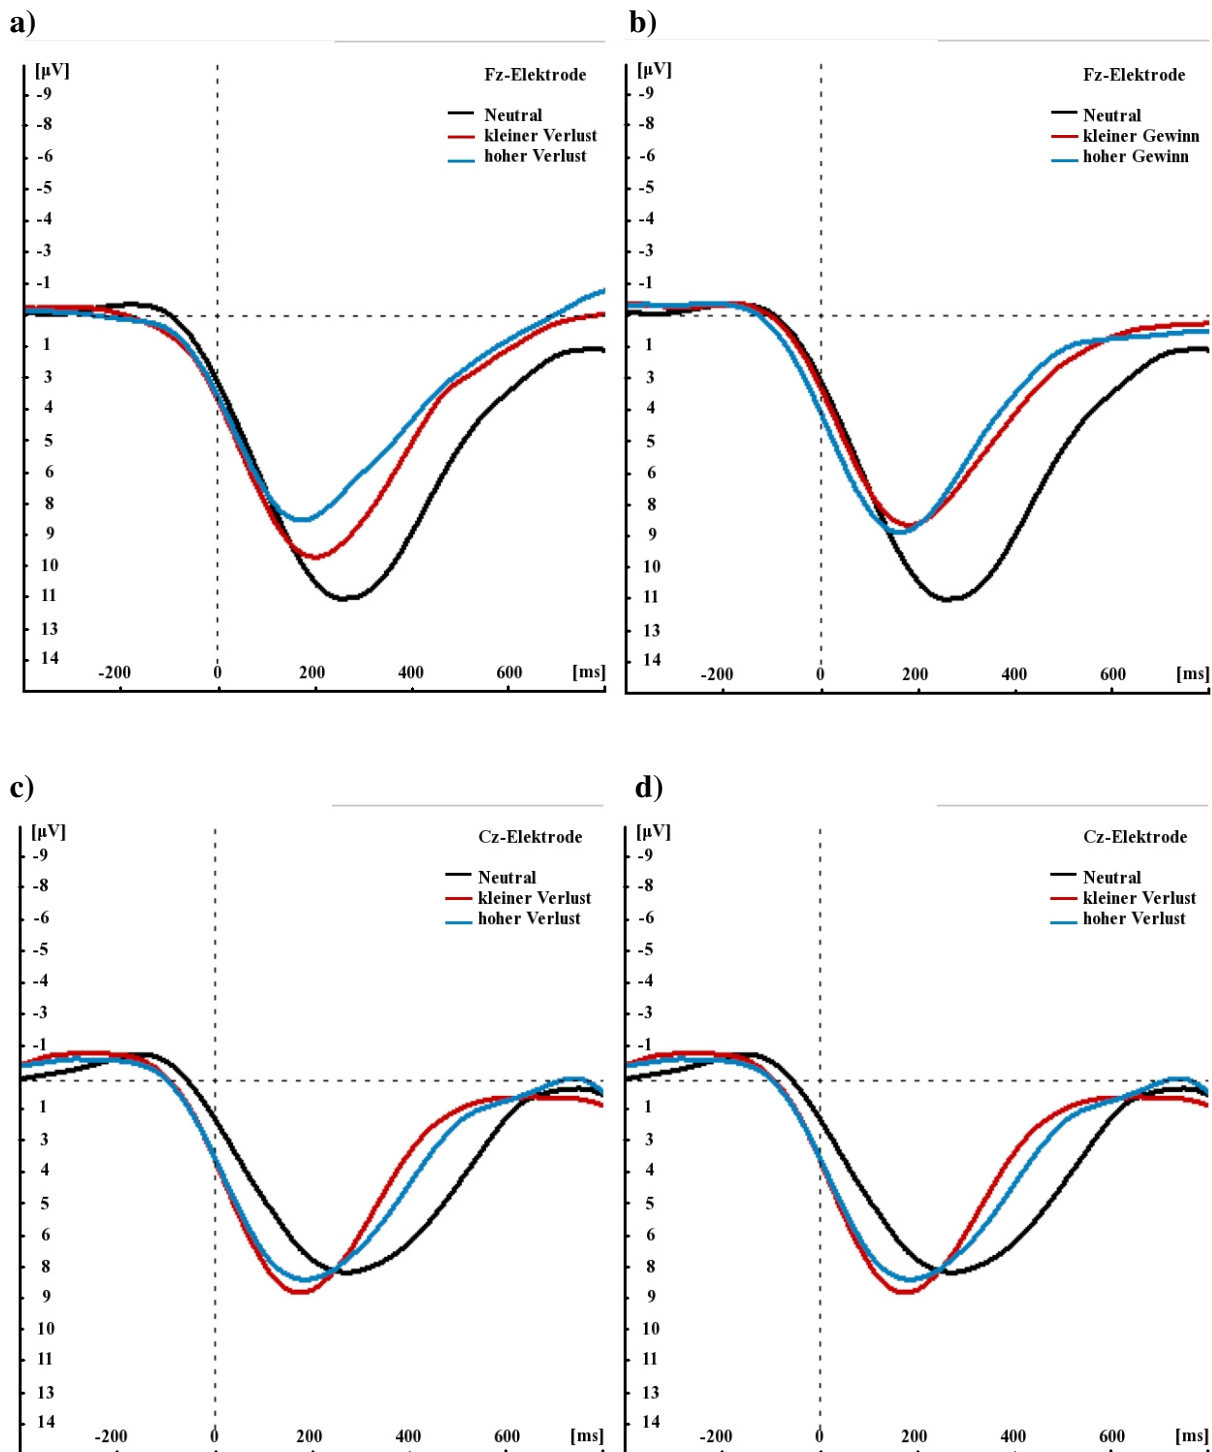 a)
[µV]
Fz-Elektrode
-9
Neutral
-8
kleiner Verlust
-6
hoher Verlust
-5
-4
-3
-1
1
3
4
5
6
8
9
10
11
13
14
-200 0 200 400 600 [ms]
b)
[µV]
Fz-Elektrode
-9
Neutral
-8
kleiner Gewinn
-6
hoher Gewinn
-5
-4
-3
-1
1
3
4
5
6
8
9
10
11
13
14
-200 0 200 400 600 [ms]
c)
[µV]
Cz-Elektrode
-9
Neutral
-8
kleiner Verlust
-6
hoher Verlust
-5
-4
-3
-1
1
3
4
5
6
8
9
10
11
13
14
-200 0 200 400 600 [ms]
d)
[µV]
Cz-Elektrode
-9
Neutral
-8
kleiner Verlust
-6
hoher Verlust
-5
-4
-3
-1
1
3
4
5
6
8
9
10
11
13
14
-200 0 200 400 600 [ms]